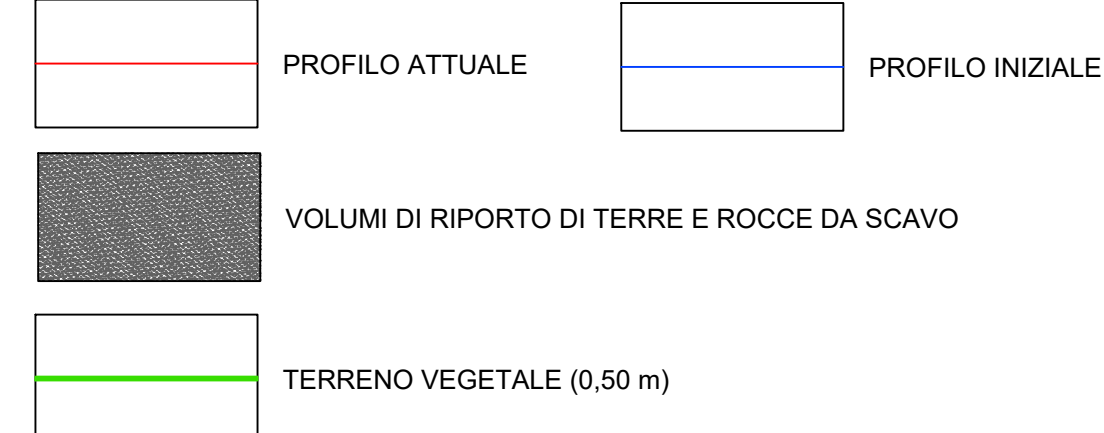 PROFILO ATTUALE
PROFILO INIZIALE
VOLUMI DI RIPORTO DI TERRE E ROCCE DA SCAVO
TERRENO VEGETALE (0,50 m)